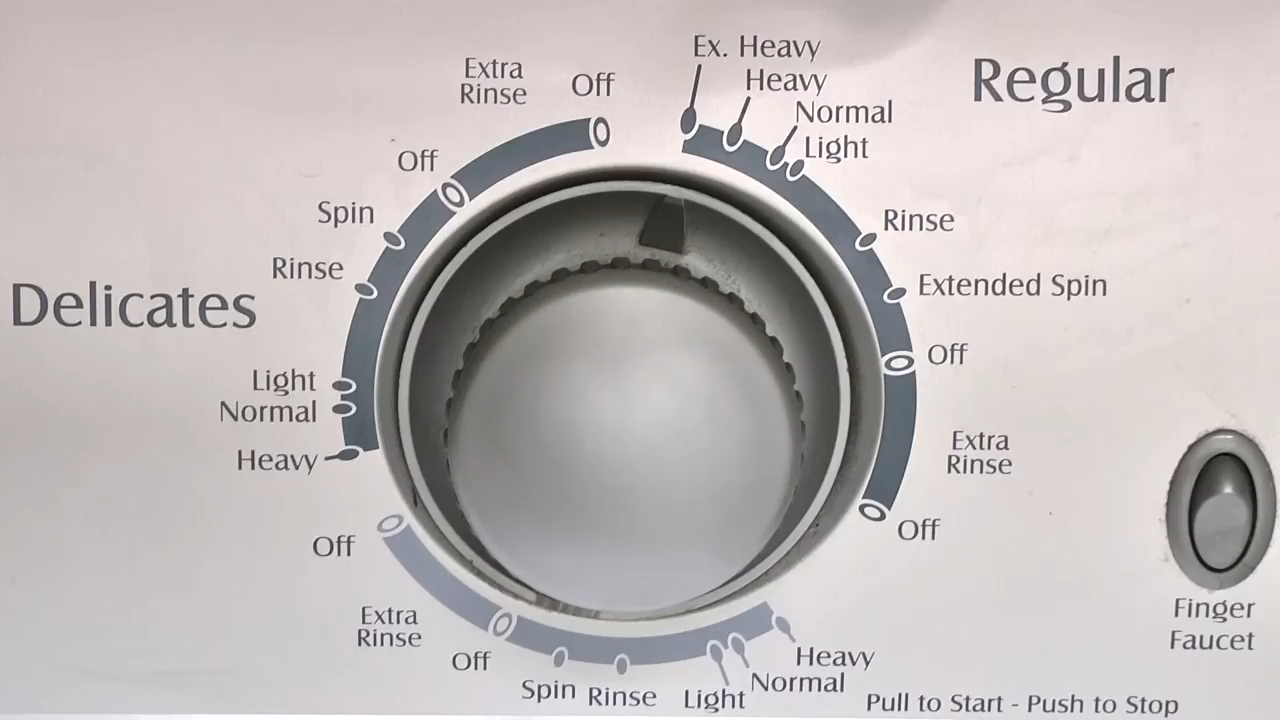 Regular
Ex. Heavy
Heavy
Normal
Light
Rinse
Extended Spin
Off
Extra
Rinse
Off
Delicates
Heavy
Normal
Light
Rinse
Spin
Off
Extra
Rinse
Off
Heavy
Normal
Light
Rinse
Spin
Off
Extra
Rinse
Off
Finger
Faucet
Pull to Start - Push to Stop